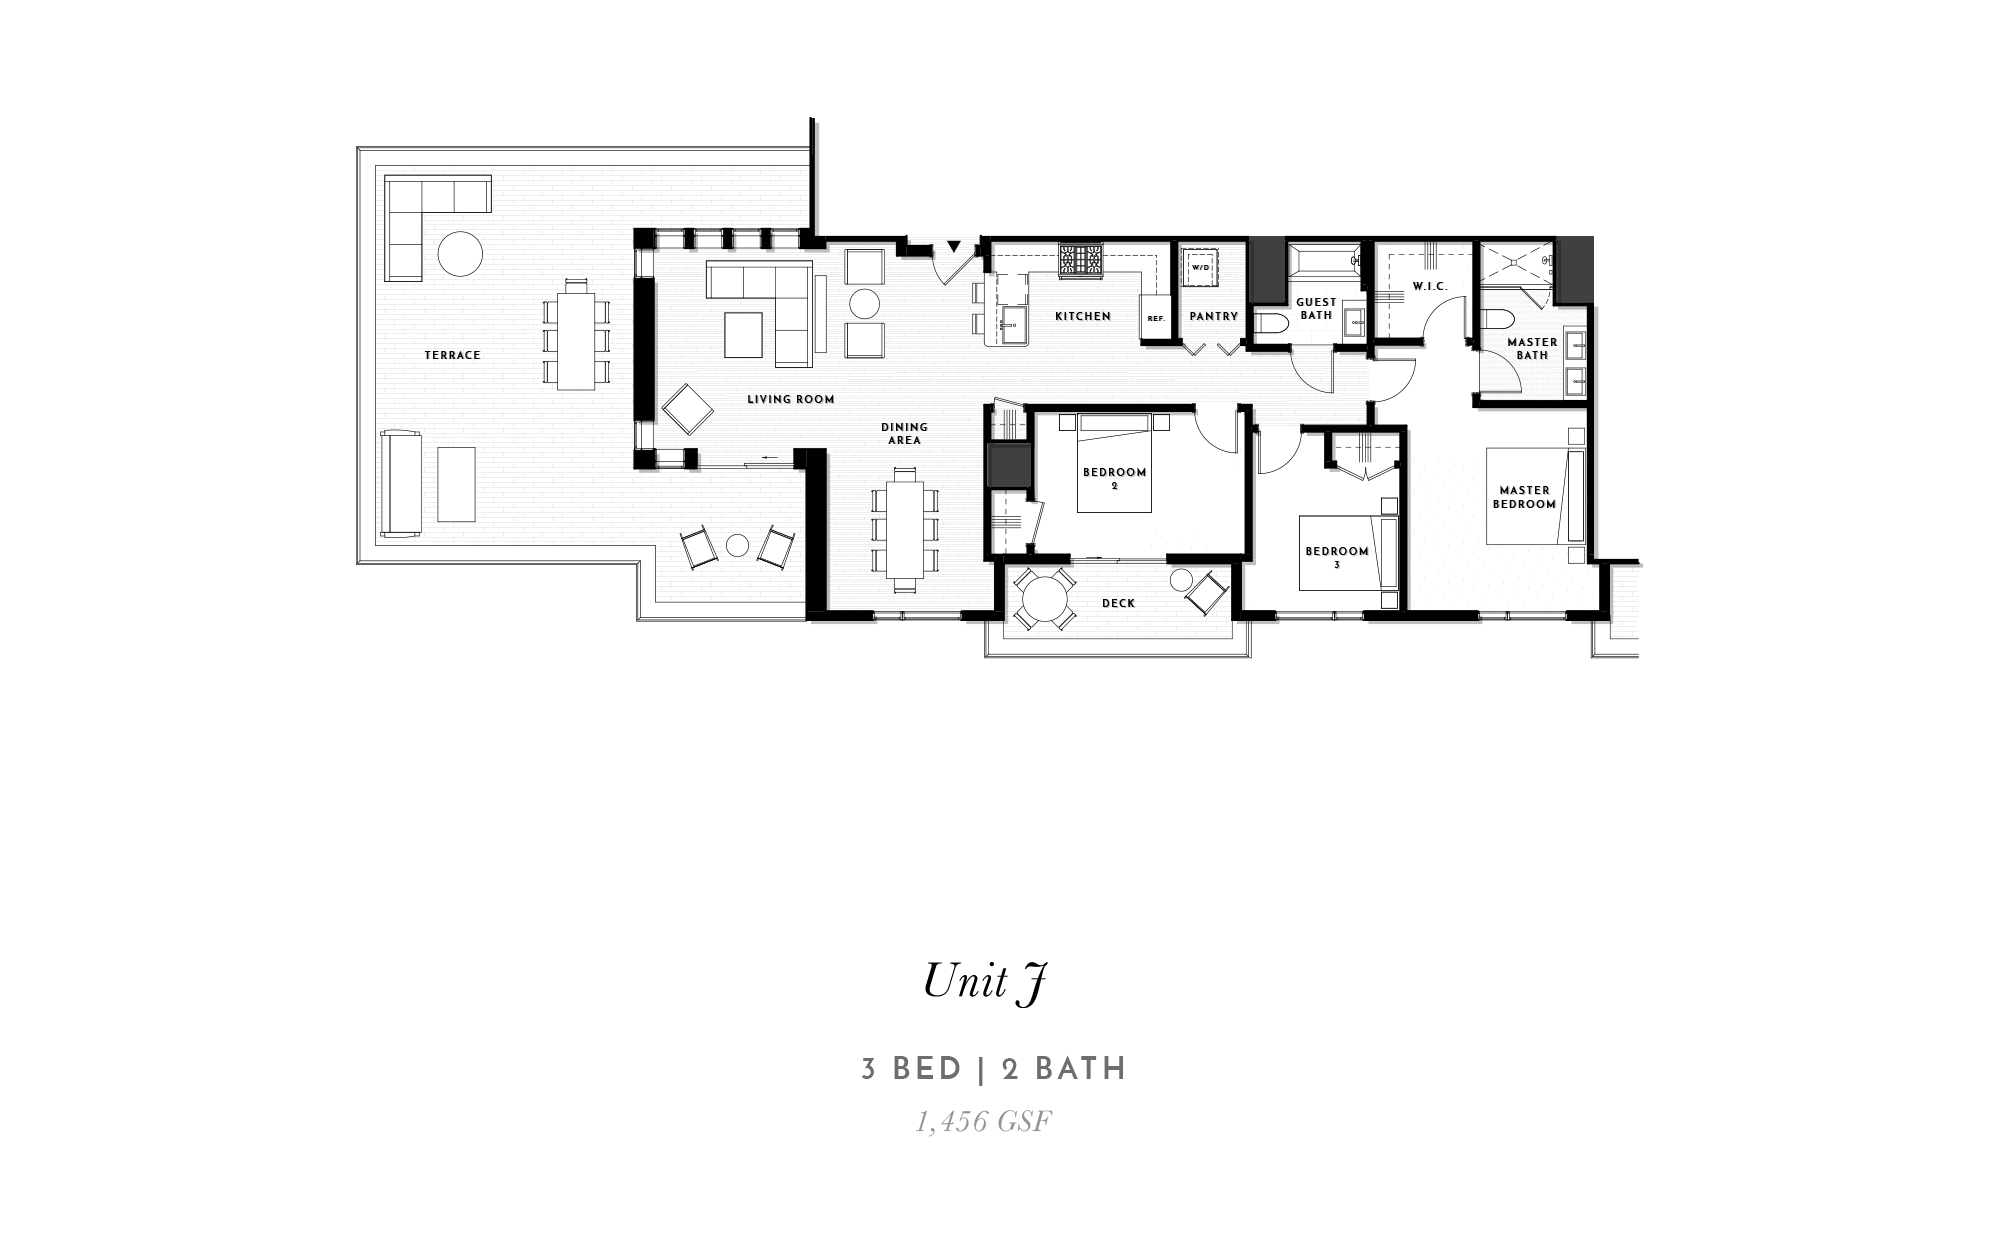 TERRACE
LIVING ROOM
DINING
AREA
KITCHEN
REF.
W/D
PANTRY
GUEST
BATH
W.I.C.
MASTER
BATH
BEDROOM
2
DECK
BEDROOM
3
MASTER
BEDROOM
Unit J
3 BED | 2 BATH
1,456 GSF